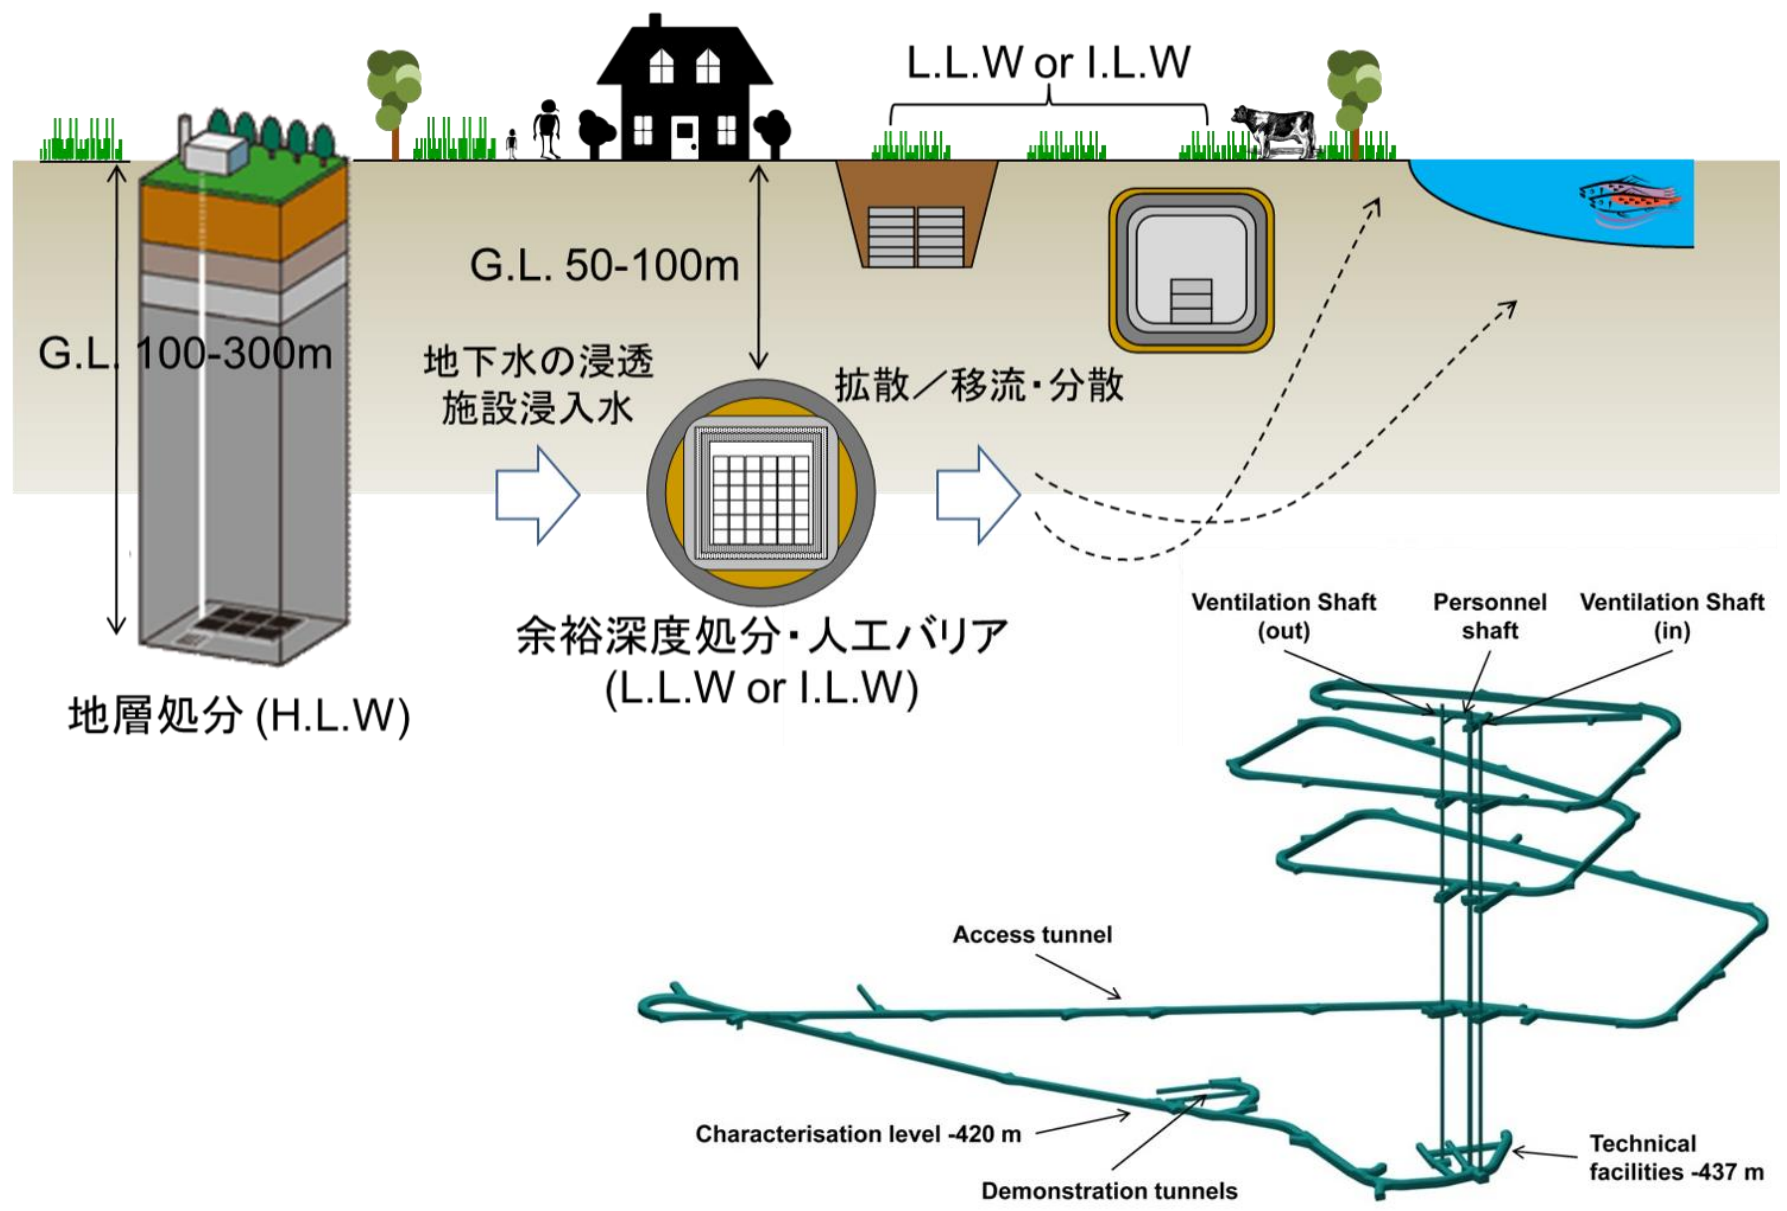 L.L.W or I.L.W
G.L. 50-100m
G.L. 100-300m
地下水の浸透
施設浸入水
拡散／移流・分散
余裕深度処分・人工バリア
(L.L.W or I.L.W)
地層処分 (H.L.W)
Ventilation Shaft
(out)
Personnel
shaft
Ventilation Shaft
(in)
Access tunnel
Characterisation level -420 m
Demonstration tunnels
Technical
facilities -437 m